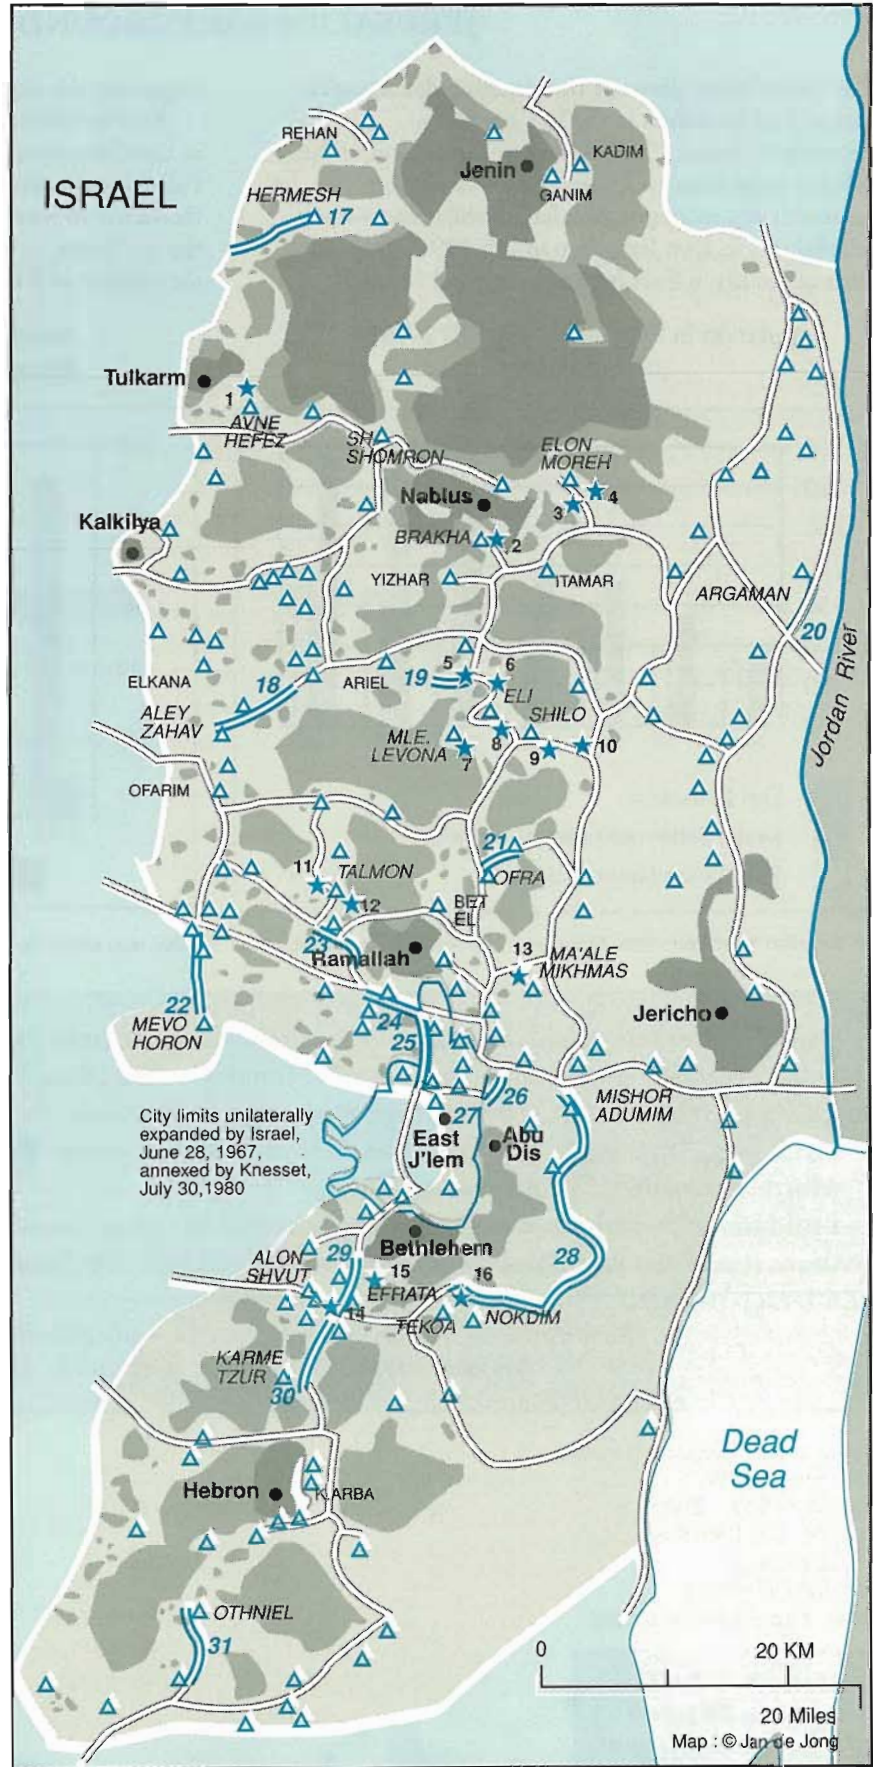 REHAN
KADIM
Jenin
GANIM
ISRAEL
HERMESH
17
Tulkarm
1
AVNE
HEFEZ
SH.
SHOMRON
ELON
MOREH
4
3
Nablus
Kalkilya
BRAKHA
2
YIZHAR
ITAMAR
ARGAMAN
20
Jordan River
ELKANA
18
ARIEL
19
5
6
ELI
ALEY
ZAHAV
SHILO
MLE.
LEVONA
7
8
9
10
OFARIM
21
11
TALMON
OFRA
12
BET
EL
23
Ramallah
13
MA'ALE
MIKHMAS
22
MEVO
HORON
24
25
Jericho
26
MISHOR
ADUMIM
27
City limits unilaterally
expanded by Israel,
June 28, 1967,
annexed by Knesset,
July 30,1980
East
J'lem
Abu
Dis
Bethlehem
ALON
SHVUT
29
15
16
28
EFRATA
14
TEKOA
NOKDIM
KARME
TZUR
30
Dead
Sea
Hebron
K.ARBA
OTHNIEL
31
0
20 KM
20 Miles
Map : © Jan de Jong